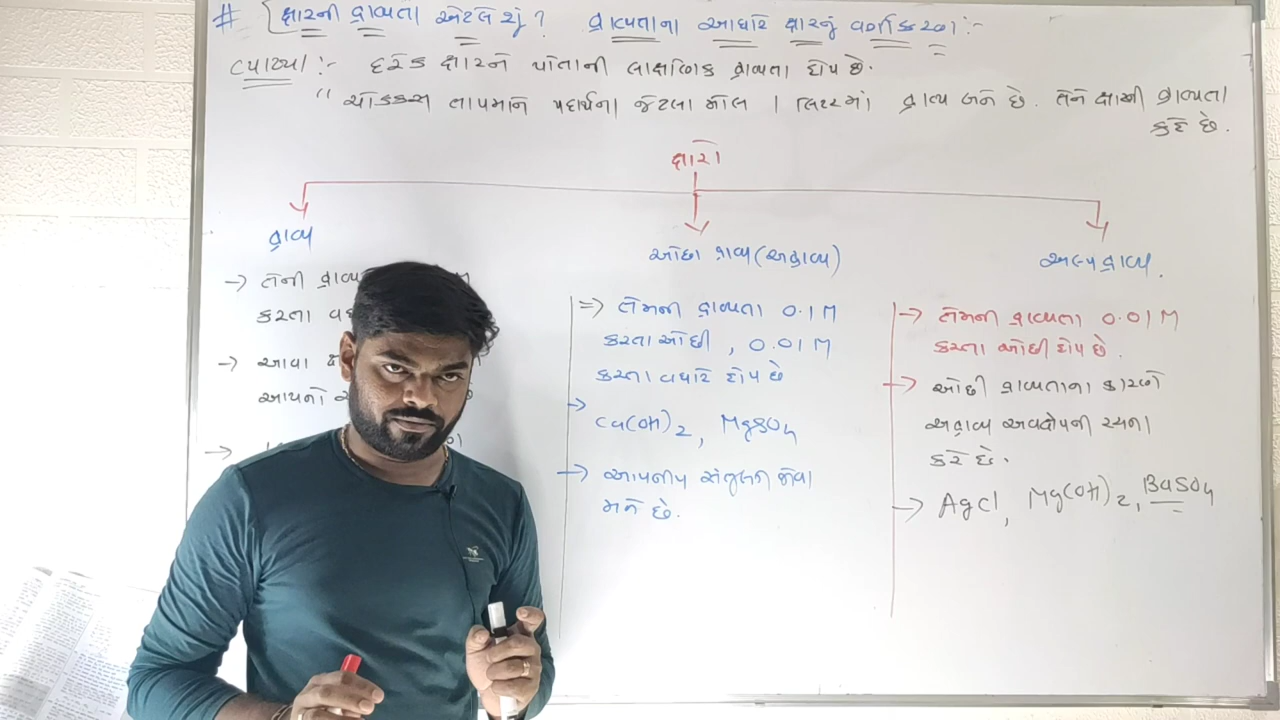 # ક્ષારની દ્રાવ્યતા એટલે શું? દ્રાવ્યતાના આધારે ક્ષારનું વર્ગીકરણ :-
વ્યાખ્યા :- દરેક ક્ષારને પોતાની લાક્ષણિક દ્રાવ્યતા હોય છે.
" ચોક્કસ તાપમાને પદાર્થના જેટલા મોલ 1 લિટરમાં દ્રાવ્ય બને છે. તેને ક્ષારની દ્રાવ્યતા
કહે છે.
ક્ષારો
દ્રાવ્ય
→ તેની
કરતા
→ આવા
આયનો
→
ઓછા દ્રાવ્ય (અદ્રાવ્ય)
⇒ તેમની દ્રાવ્યતા 0.1 M
કરતા ઓછી, 0.01 M
કરતા વધારે હોય છે
→ Ca(OH)2, MgSO4
→ આયનીય સંતુલન જોવા
મળે છે.
અલ્પદ્રાવ્ય.
→ તેમની દ્રાવ્યતા 0.01 M
કરતા ઓછી હોય છે.
→ ઓછી દ્રાવ્યતાના કારણે
અદ્રાવ્ય અવક્ષેપની રચના
કરે છે.
→ AgCl, Mg(OH)2, BaSO4